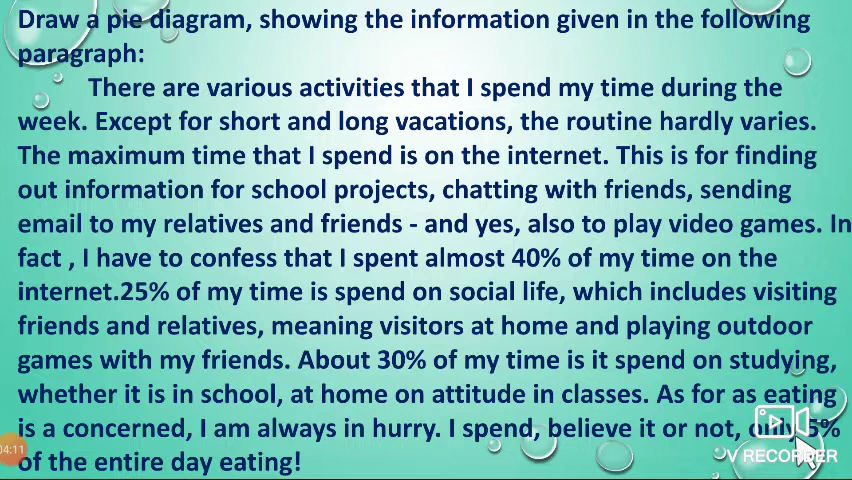 Draw a pie diagram, showing the information given in the following
paragraph:
There are various activities that I spend my time during the
week. Except for short and long vacations, the routine hardly varies.
The maximum time that I spend is on the internet. This is for finding
out information for school projects, chatting with friends, sending
email to my relatives and friends - and yes, also to play video games. In
fact , I have to confess that I spent almost 40% of my time on the
internet.25% of my time is spend on social life, which includes visiting
friends and relatives, meaning visitors at home and playing outdoor
games with my friends. About 30% of my time is it spend on studying,
whether it is in school, at home on attitude in classes. As for as eating
is a concerned, I am always in hurry. I spend, believe it or not, only 5%
of the entire day eating!
04:11
V RECORDER